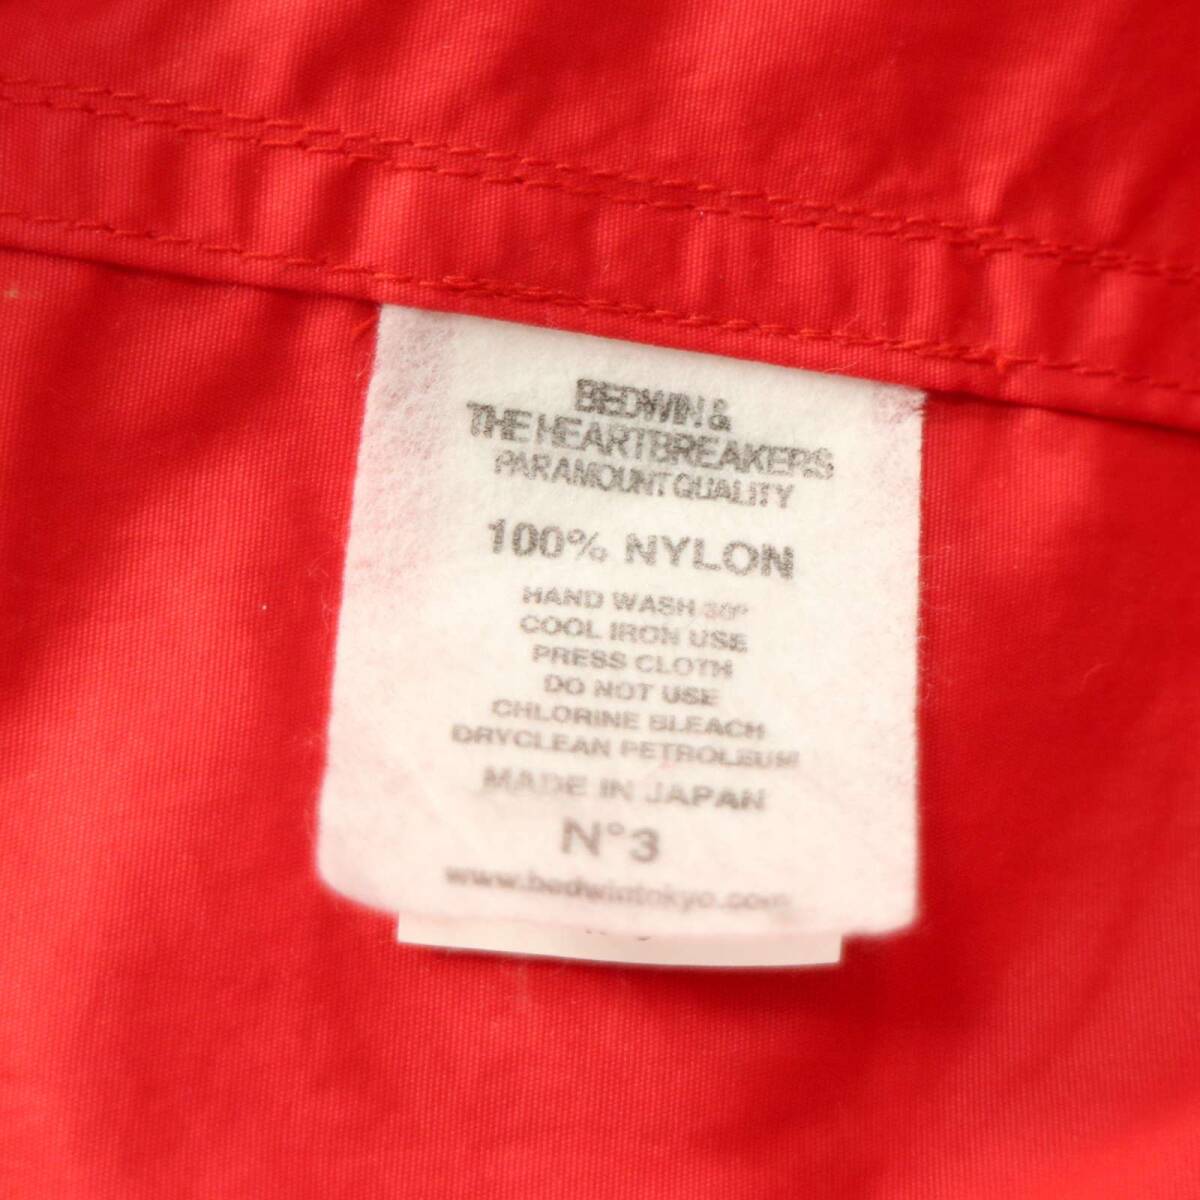 BEDWIN &
THE HEARTBREAKERS
PARAMOUNT QUALITY
100% NYLON
HAND WASH 30°
COOL IRON USE
PRESS CLOTH
DO NOT USE
CHLORINE BLEACH
DRYCLEAN PETROLEUM
MADE IN JAPAN
N°3
www.bedwintokyo.com